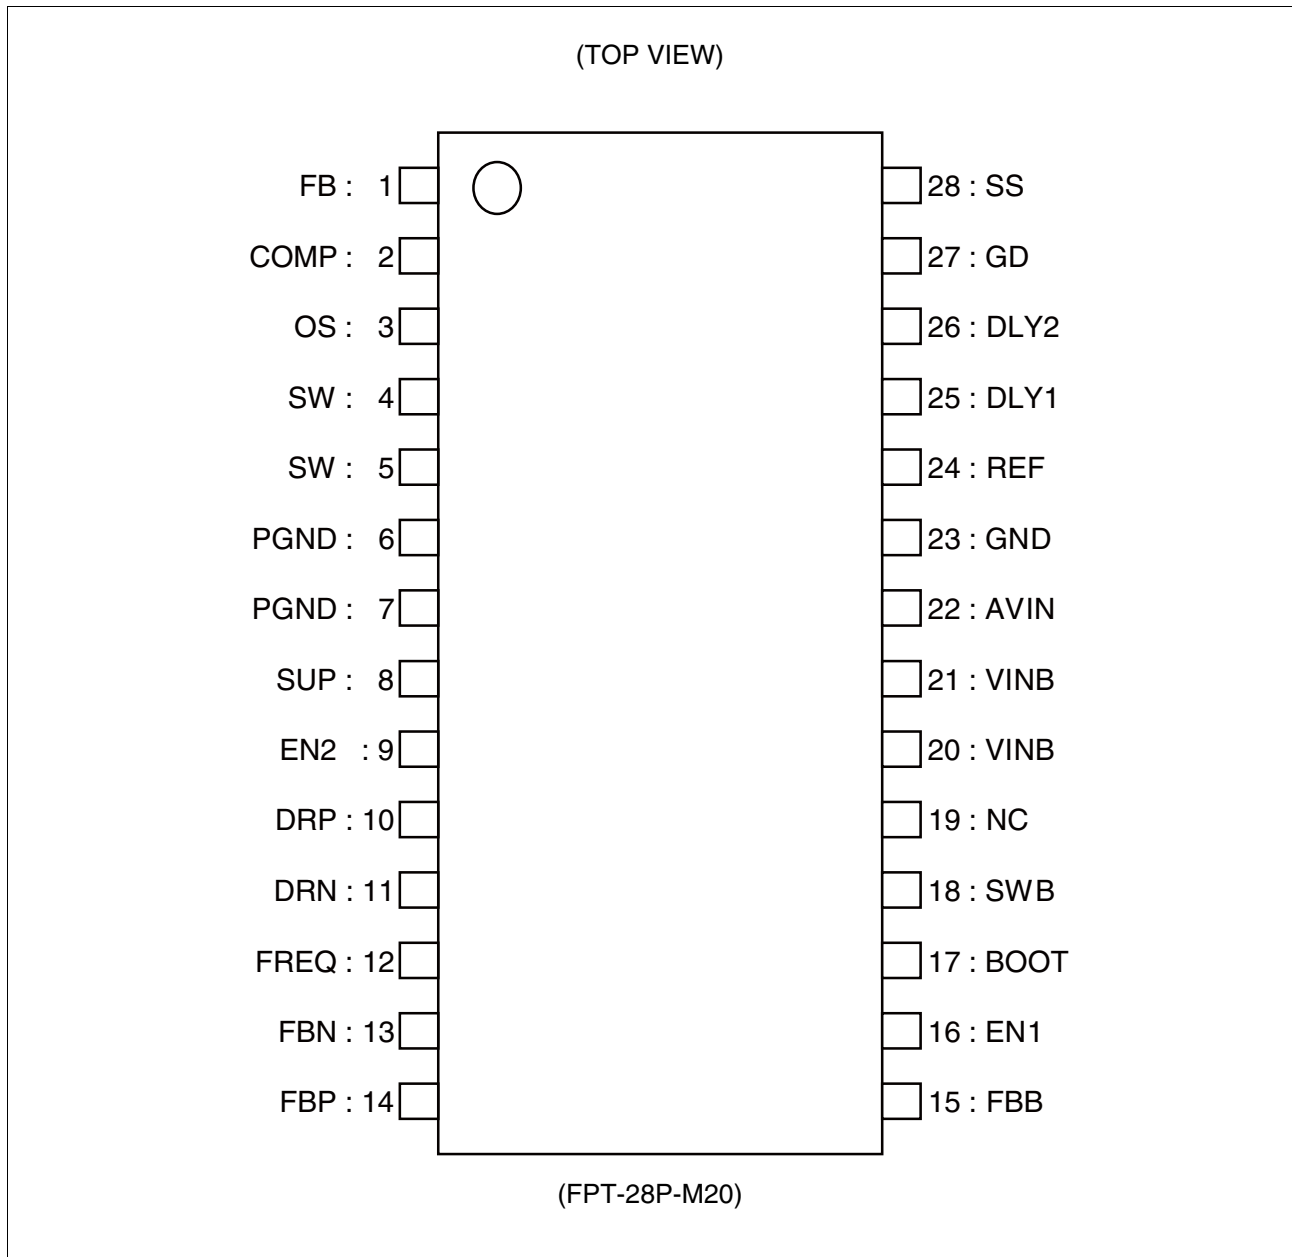 (TOP VIEW)
FB : 1
COMP : 2
OS : 3
SW : 4
SW : 5
PGND : 6
PGND : 7
SUP : 8
EN2 : 9
DRP : 10
DRN : 11
FREQ : 12
FBN : 13
FBP : 14
28 : SS
27 : GD
26 : DLY2
25 : DLY1
24 : REF
23 : GND
22 : AVIN
21 : VINB
20 : VINB
19 : NC
18 : SWB
17 : BOOT
16 : EN1
15 : FBB
(FPT-28P-M20)